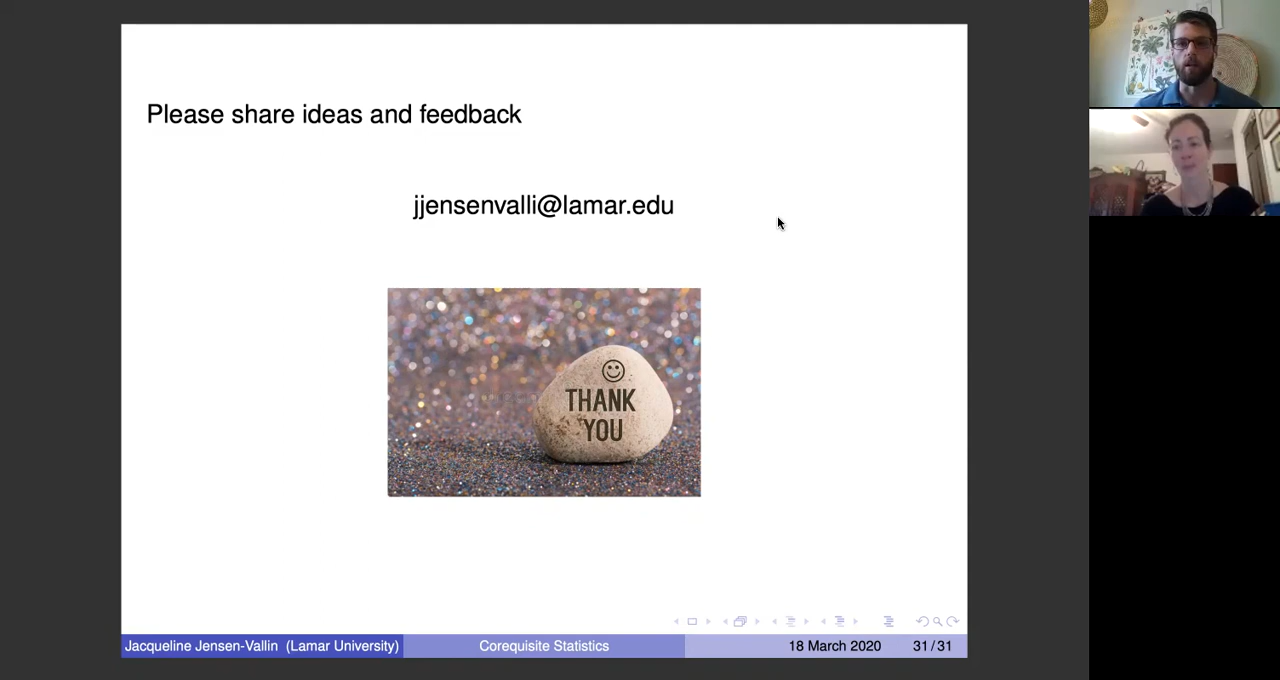 Please share ideas and feedback
jjensenvalli@lamar.edu
THANK
YOU
Jacqueline Jensen-Vallin (Lamar University) Corequisite Statistics 18 March 2020 31/31